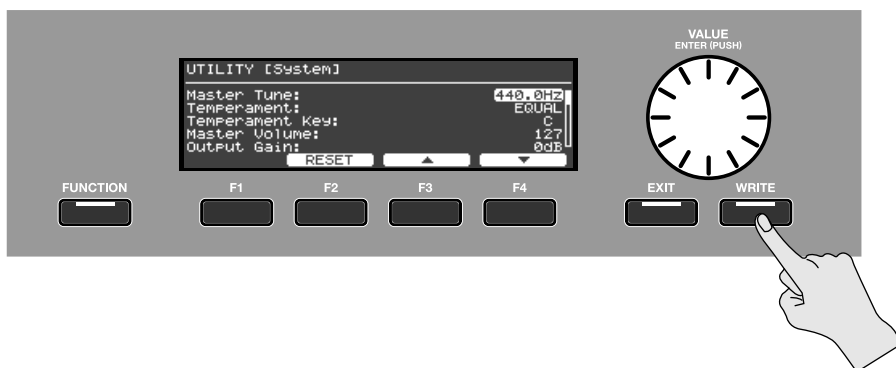 VALUE
ENTER (PUSH)
UTILITY [System]
Master Tune: 440.0Hz
Temperament: EQUAL
Temperament Key: C
Master Volume: 127
Output Gain: 0dB
RESET ▲ ▼
FUNCTION F1 F2 F3 F4 EXIT WRITE